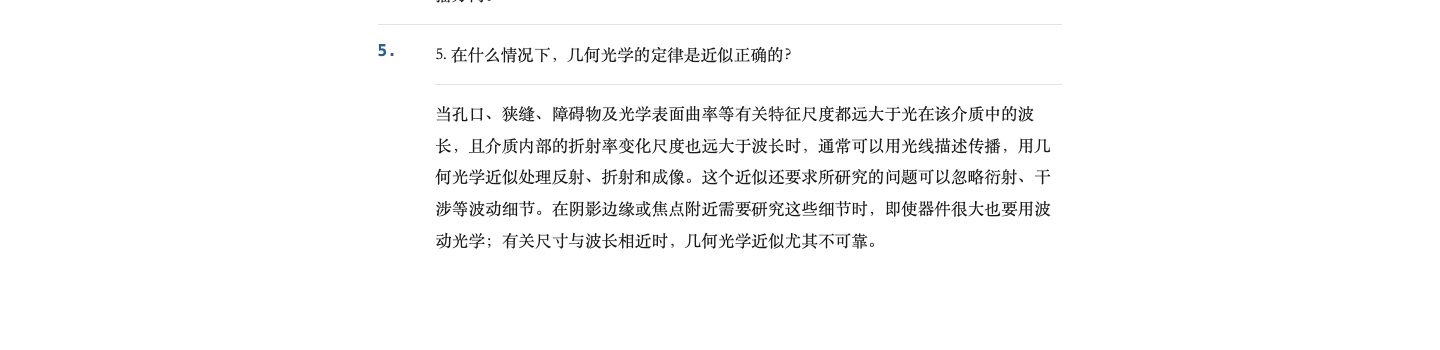 5.
5. 在什么情况下，几何光学的定律是近似正确的?
当孔口、狭缝、障碍物及光学表面曲率等有关特征尺度都远大于光在该介质中的波
长，且介质内部的折射率变化尺度也远大于波长时，通常可以用光线描述传播，用几
何光学近似处理反射、折射和成像。这个近似还要求所研究的问题可以忽略衍射、干
涉等波动细节。在阴影边缘或焦点附近需要研究这些细节时，即使器件很大也要用波
动光学；有关尺寸与波长相近时，几何光学近似尤其不可靠。